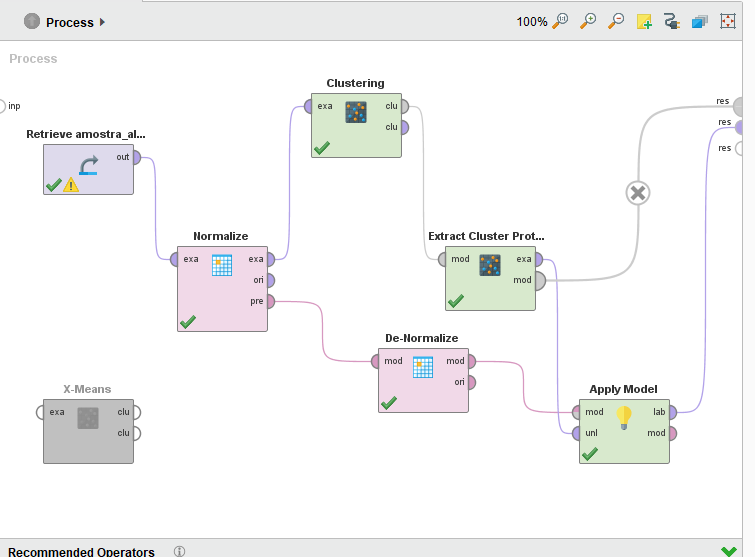 Process
100%
Process
inp
Clustering
exa clu
clu
res
res
res
Retrieve amostra_al...
out
Normalize
exa exa
ori
pre
Extract Cluster Prot...
mod exa
mod
De-Normalize
mod mod
ori
X-Means
exa clu
clu
Apply Model
mod lab
unl mod
Recommended Operators